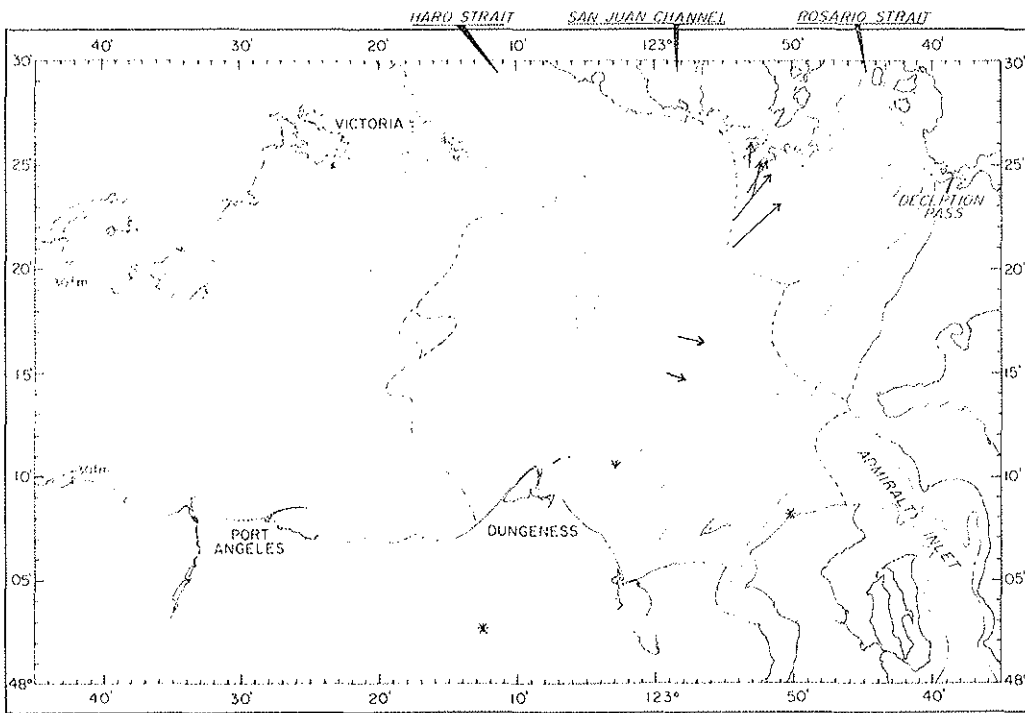 HARO STRAIT SAN JUAN CHANNEL ROSARIO STRAIT
40' 30' 20' 10' 123° 50' 40'
30' 30'
VICTORIA
25' 25'
DECEPTION
PASS
20' 20'
30fm
15' 15'
10' 10'
30fm
ADMIRALTY INLET
PORT
ANGELES
DUNGENESS
05' 05'
48° 48°
40' 30' 20' 10' 123° 50' 40'